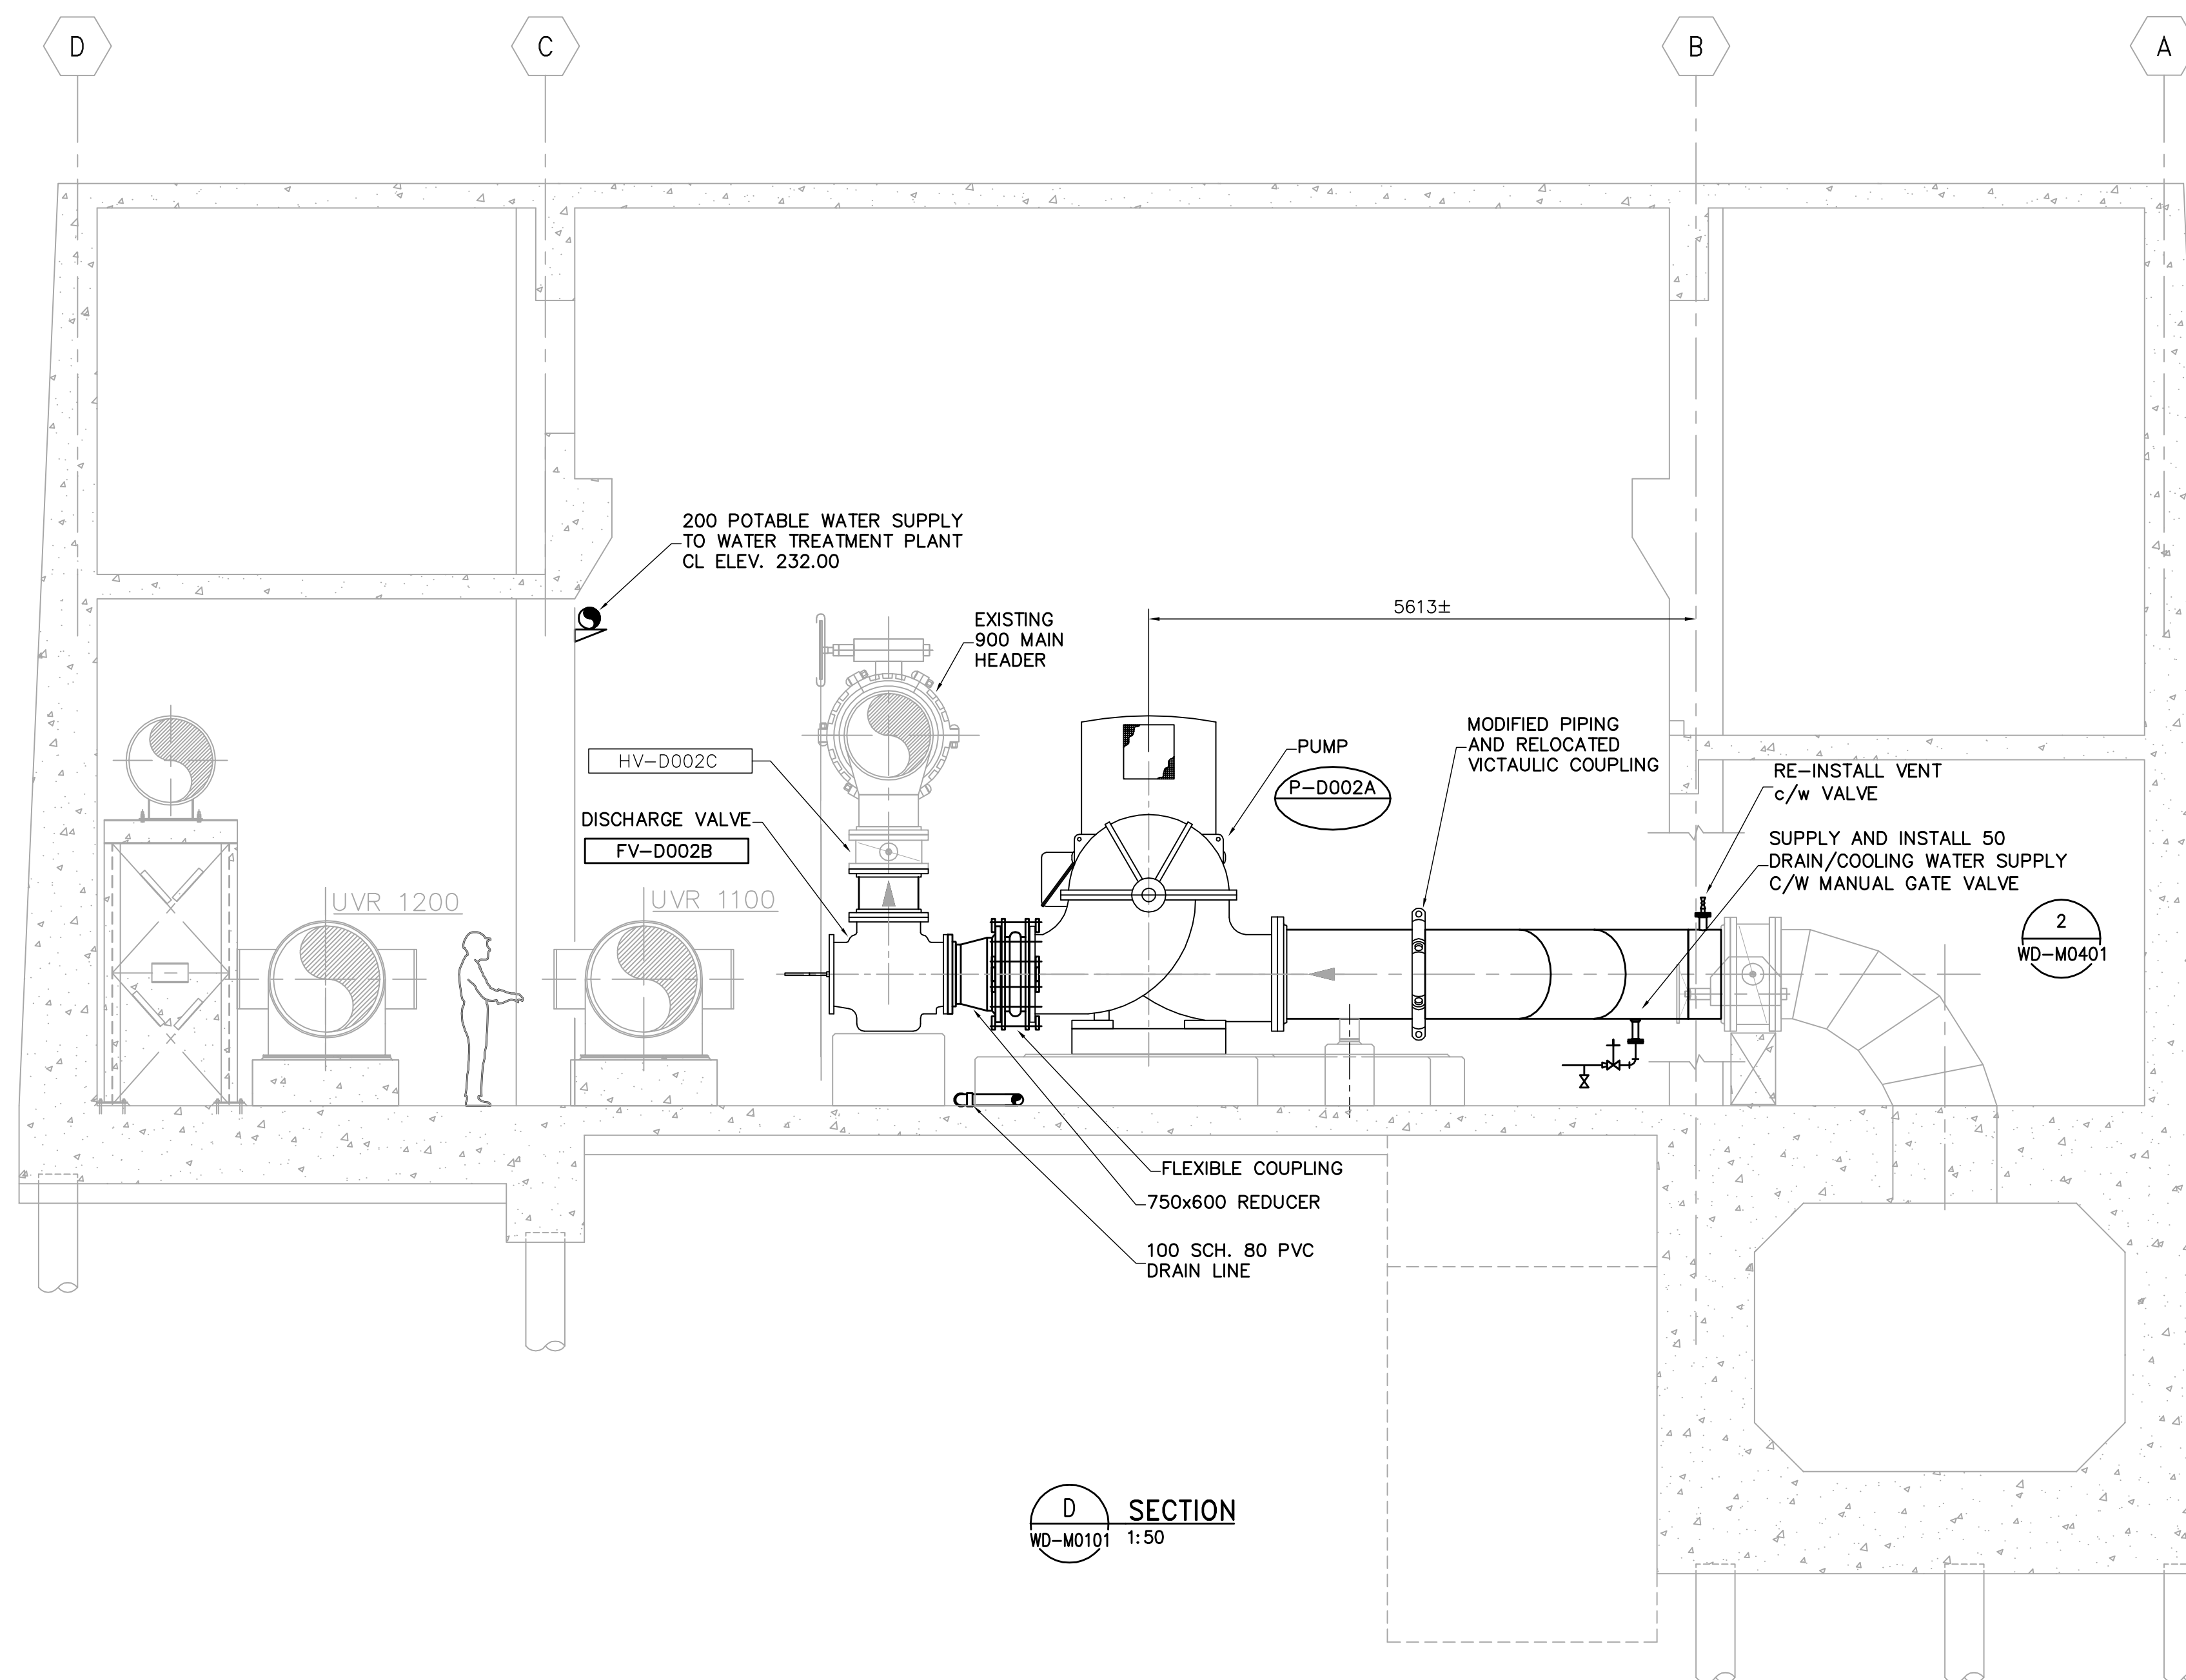 D
C
B
A
200 POTABLE WATER SUPPLY
TO WATER TREATMENT PLANT
CL ELEV. 232.00
EXISTING
900 MAIN
HEADER
5613±
MODIFIED PIPING
AND RELOCATED
VICTAULIC COUPLING
PUMP
P-D002A
HV-D002C
DISCHARGE VALVE
FV-D002B
RE-INSTALL VENT
c/w VALVE
SUPPLY AND INSTALL 50
DRAIN/COOLING WATER SUPPLY
C/W MANUAL GATE VALVE
2
WD-M0401
UVR 1200
UVR 1100
FLEXIBLE COUPLING
750x600 REDUCER
100 SCH. 80 PVC
DRAIN LINE
D
WD-M0101
SECTION
1:50